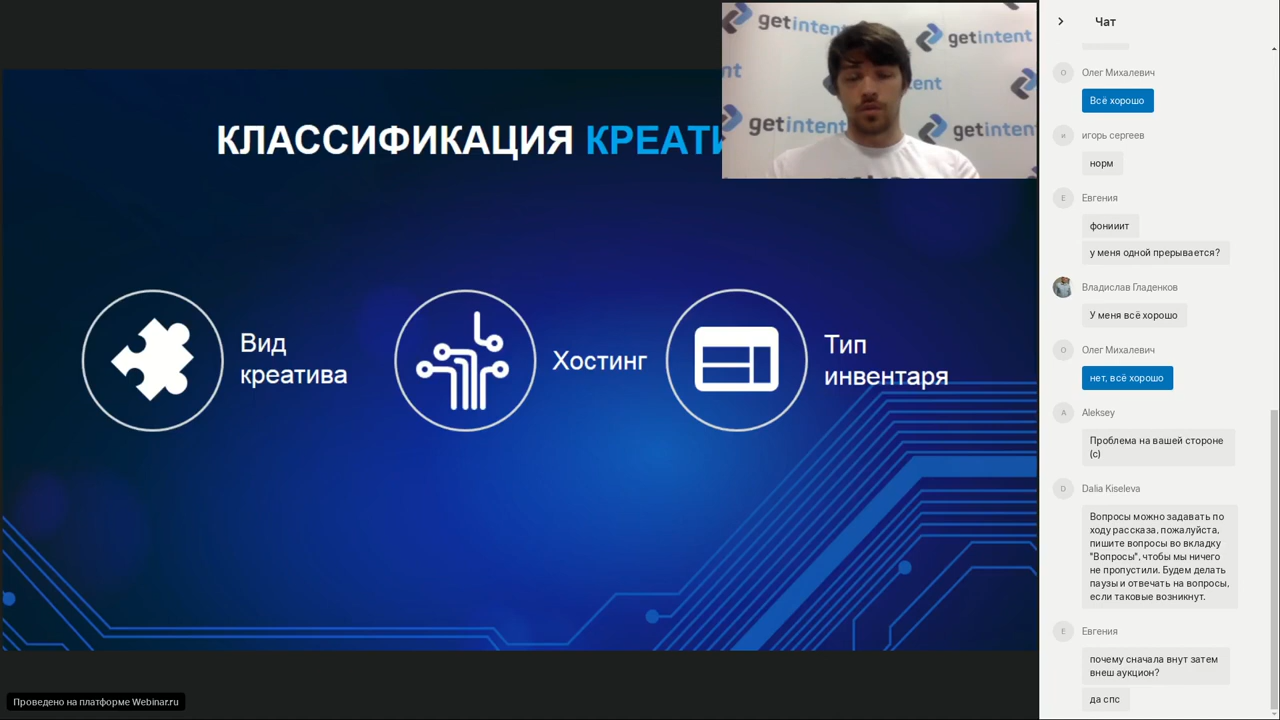 КЛАССИФИКАЦИЯ КРЕАТИ
Вид
креатива
Хостинг
Тип
инвентаря
getintent
getintent
nt
ent
getintent
getintent
Проведено на платформе Webinar.ru
Чат
О
Олег Михалевич
Всё хорошо
и
игорь сергеев
норм
Е
Евгения
фонииит
у меня одной прерывается?
Владислав Гладенков
У меня всё хорошо
О
Олег Михалевич
нет, всё хорошо
A
Aleksey
Проблема на вашей стороне
(с)
D
Dalia Kiseleva
Вопросы можно задавать по
ходу рассказа, пожалуйста,
пишите вопросы во вкладку
"Вопросы", чтобы мы ничего
не пропустили. Будем делать
паузы и отвечать на вопросы,
если таковые возникнут.
Е
Евгения
почему сначала внут затем
внеш аукцион?
да спс